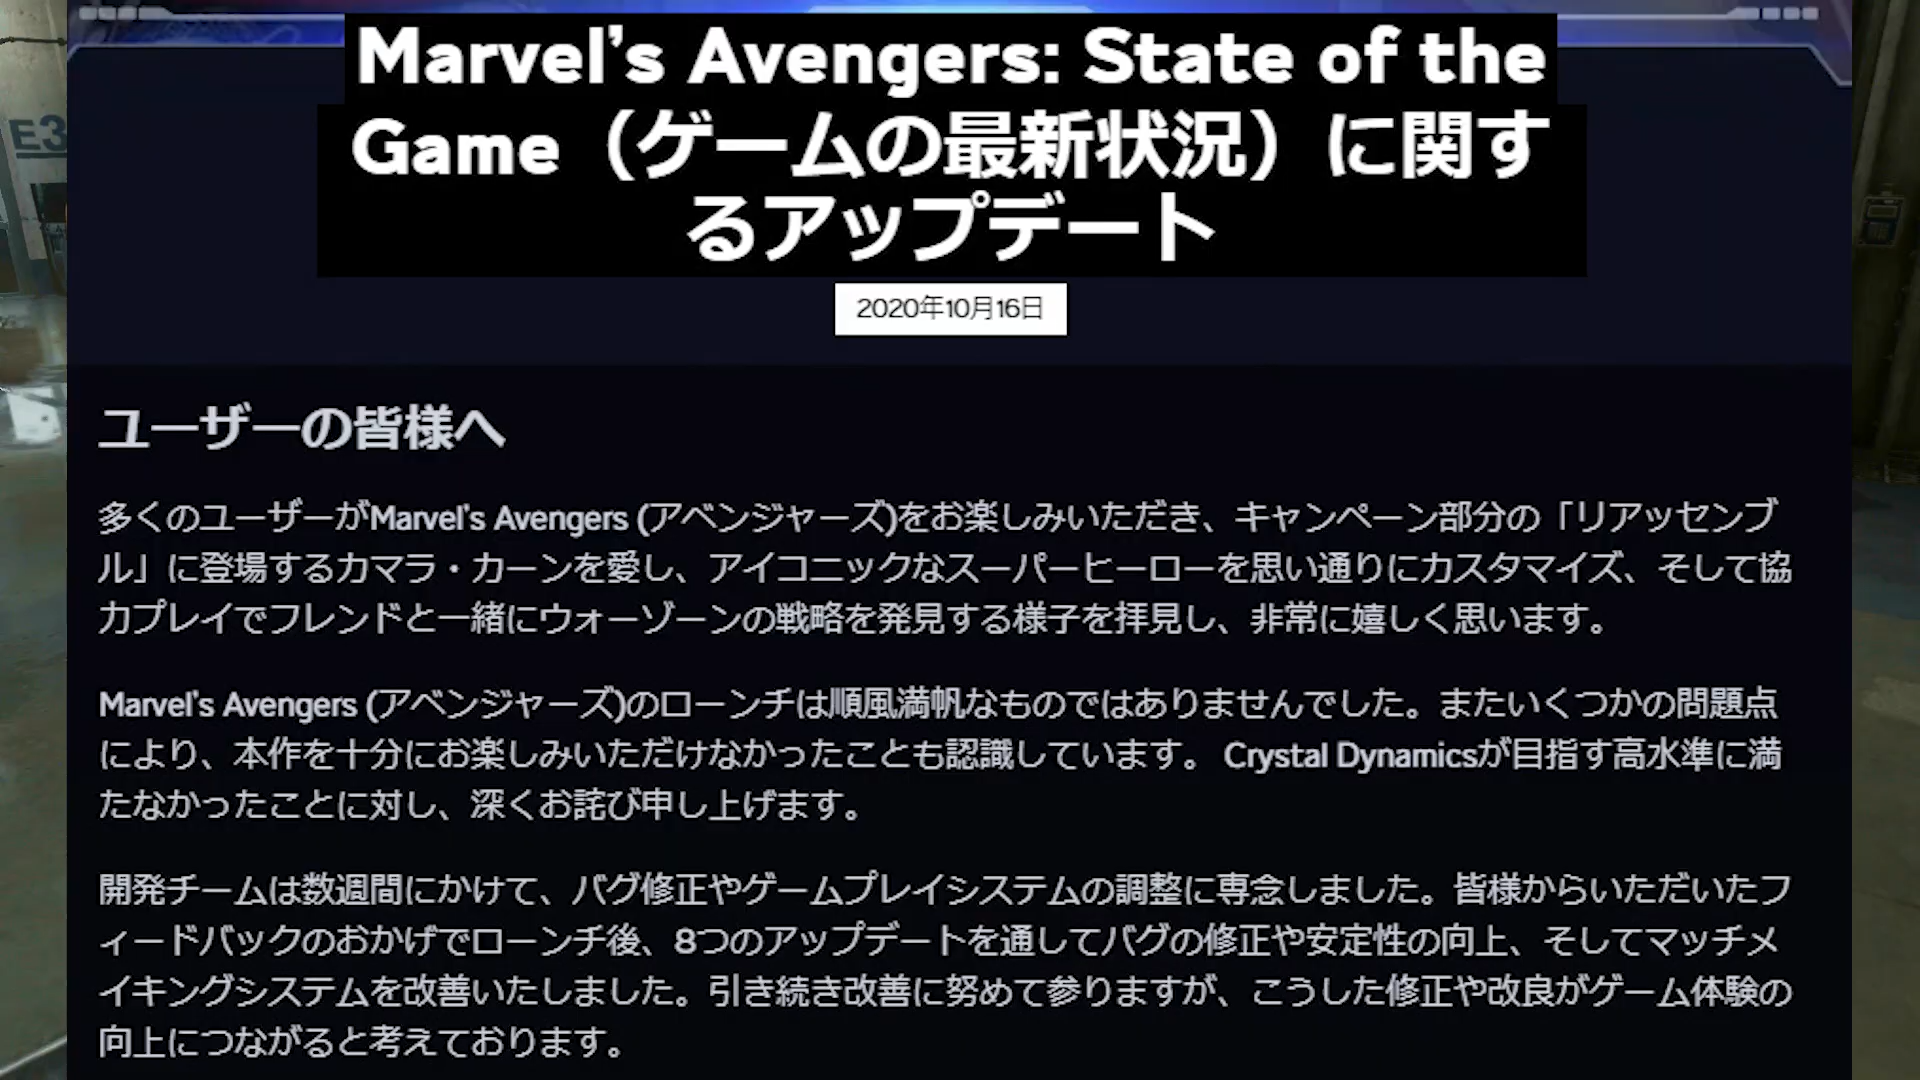 Marvel’s Avengers: State of the
Game（ゲームの最新状況）に関す
るアップデート
2020年10月16日
E3
ユーザーの皆様へ
多くのユーザーがMarvel's Avengers (アベンジャーズ)をお楽しみいただき、キャンペーン部分の「リアッセンブ
ル」に登場するカマラ・カーンを愛し、アイコニックなスーパーヒーローを思い通りにカスタマイズ、そして協
力プレイでフレンドと一緒にウォーゾーンの戦略を発見する様子を拝見し、非常に嬉しく思います。
Marvel's Avengers (アベンジャーズ)のローンチは順風満帆なものではありませんでした。またいくつかの問題点
により、本作を十分にお楽しみいただけなかったことも認識しています。 Crystal Dynamicsが目指す高水準に満
たなかったことに対し、深くお詫び申し上げます。
開発チームは数週間にかけて、バグ修正やゲームプレイシステムの調整に専念しました。皆様からいただいたフ
ィードバックのおかげでローンチ後、8つのアップデートを通してバグの修正や安定性の向上、そしてマッチメ
イキングシステムを改善いたしました。引き続き改善に努めて参りますが、こうした修正や改良がゲーム体験の
向上につながると考えております。